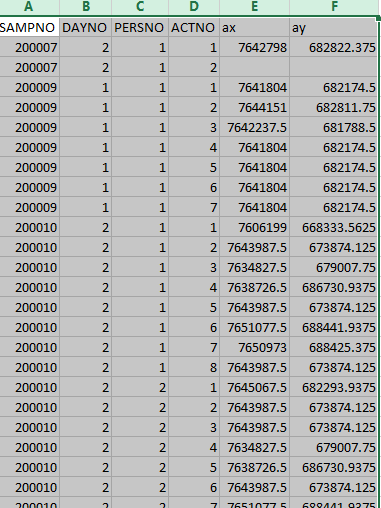 A B C D E F
SAMPNO DAYNO PERSNO ACTNO ax ay
200007 2 1 1 7642798 682822.375
200007 2 1 2
200009 1 1 1 7641804 682174.5
200009 1 1 2 7644151 682811.75
200009 1 1 3 7642237.5 681788.5
200009 1 1 4 7641804 682174.5
200009 1 1 5 7641804 682174.5
200009 1 1 6 7641804 682174.5
200009 1 1 7 7641804 682174.5
200010 2 1 1 7606199 668333.5625
200010 2 1 2 7643987.5 673874.125
200010 2 1 3 7634827.5 679007.75
200010 2 1 4 7638726.5 686730.9375
200010 2 1 5 7643987.5 673874.125
200010 2 1 6 7651077.5 688441.9375
200010 2 1 7 7650973 688425.375
200010 2 1 8 7643987.5 673874.125
200010 2 2 1 7645067.5 682293.9375
200010 2 2 2 7643987.5 673874.125
200010 2 2 3 7643987.5 673874.125
200010 2 2 4 7634827.5 679007.75
200010 2 2 5 7638726.5 686730.9375
200010 2 2 6 7643987.5 673874.125
200010 2 2 7 7651077.5 688441.9375